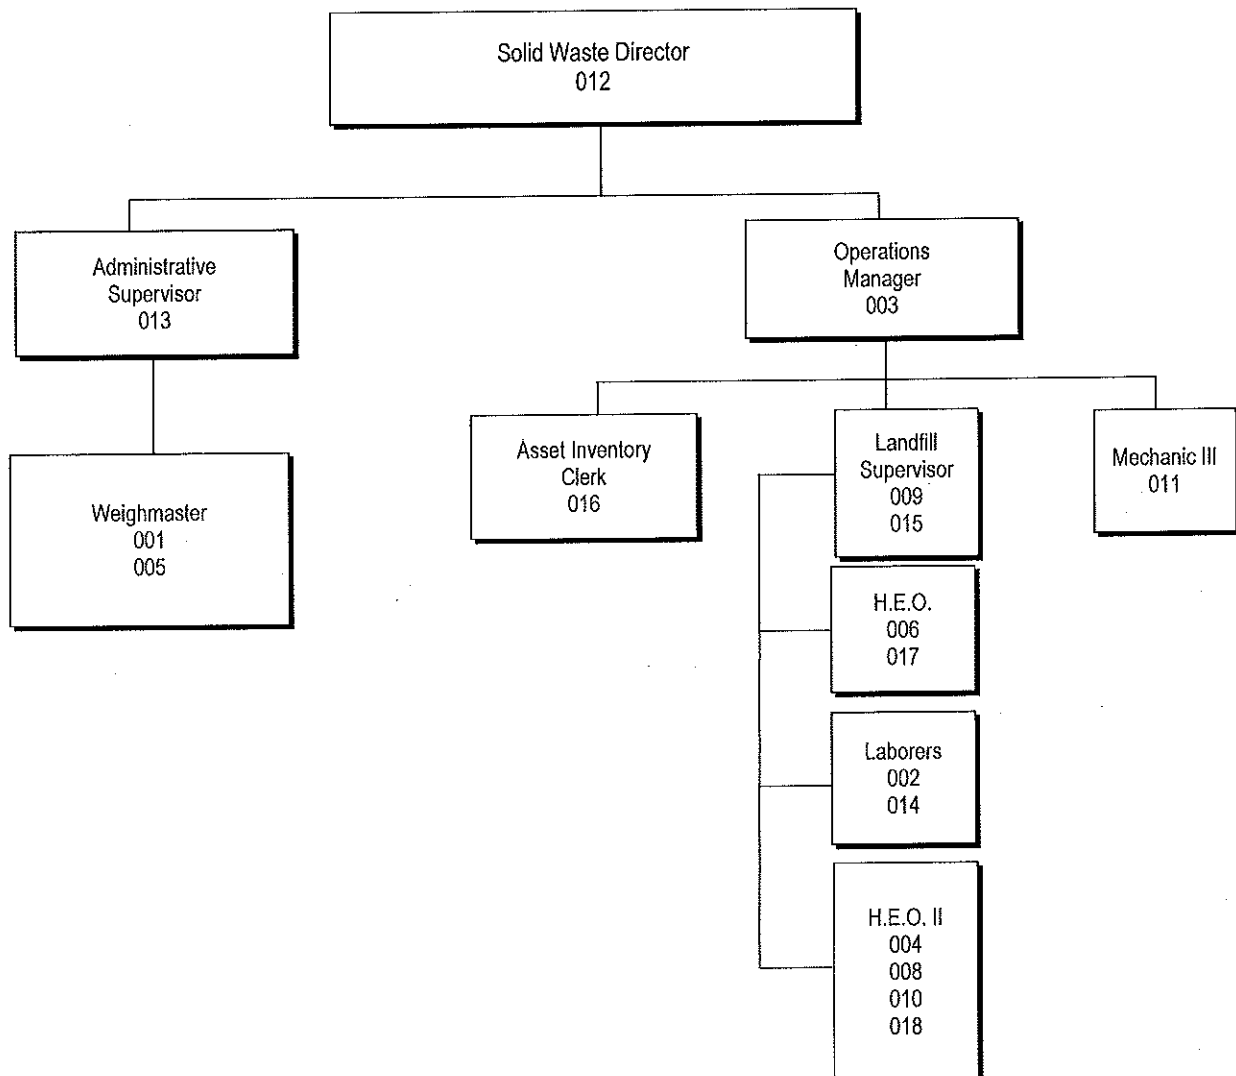 Solid Waste Director
012
Administrative
Supervisor
013
Operations
Manager
003
Weighmaster
001
005
Asset Inventory
Clerk
016
Landfill
Supervisor
009
015
Mechanic III
011
H.E.O.
006
017
Laborers
002
014
H.E.O. II
004
008
010
018